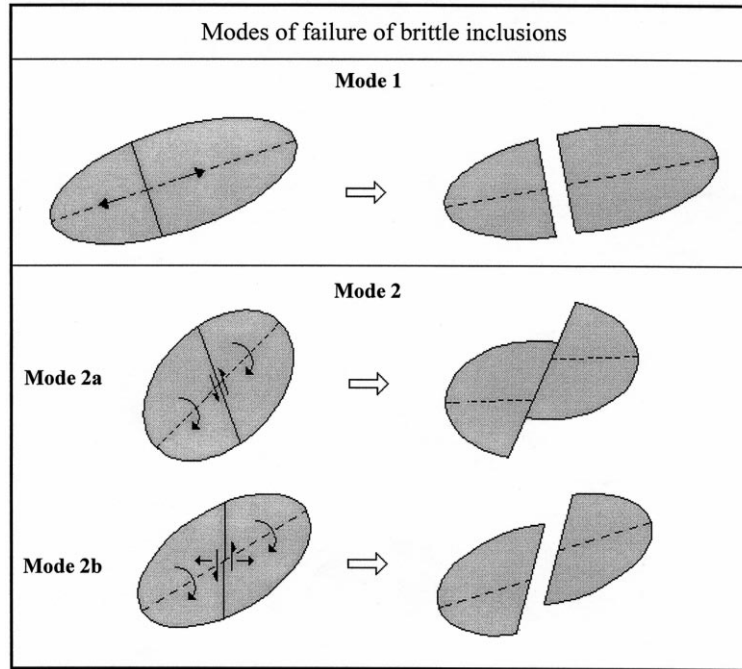 Modes of failure of brittle inclusions
Mode 1
Mode 2
Mode 2a
Mode 2b